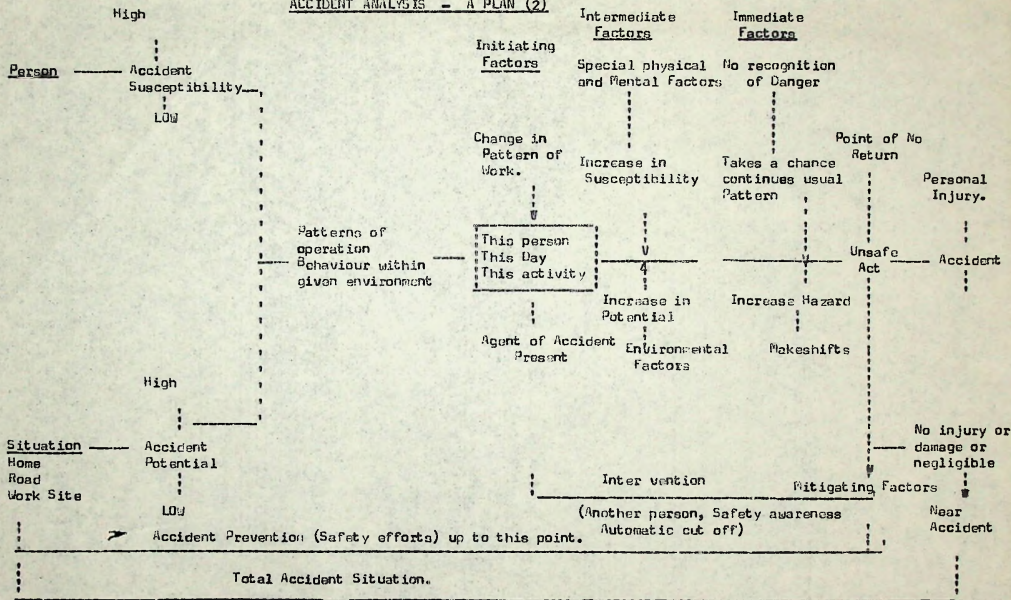 ACCIDENT ANALYSIS - A PLAN (2)
High
Person
Accident
Susceptibility
LOW
Initiating
Factors
Intermediate
Factors
Immediate
Factors
Special physical
and Mental Factors
No recognition
of Danger
Change in
Pattern of
Work.
Increase in
Susceptibility
Takes a chance
continues usual
Pattern
Point of No
Return
Personal
Injury.
Patterns of
operation
Behaviour within
given environment
This person
This Day
This activity
Unsafe
Act
Accident
Increase in
Potential
Increase Hazard
Agent of Accident
Present
Environmental
Factors
Makeshifts
High
Situation
Home
Road
Work Site
Accident
Potential
LOW
No injury or
damage or
negligible
Inter vention
Mitigating Factors
(Another person, Safety awareness
Automatic cut off)
Near
Accident
Accident Prevention (Safety efforts) up to this point.
Total Accident Situation.